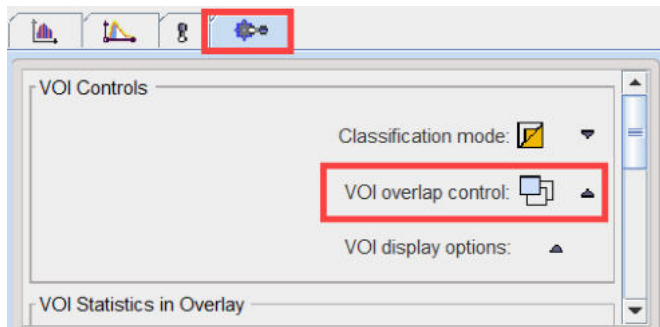 VOI Controls
Classification mode:
VOI overlap control:
VOI display options:
VOI Statistics in Overlay